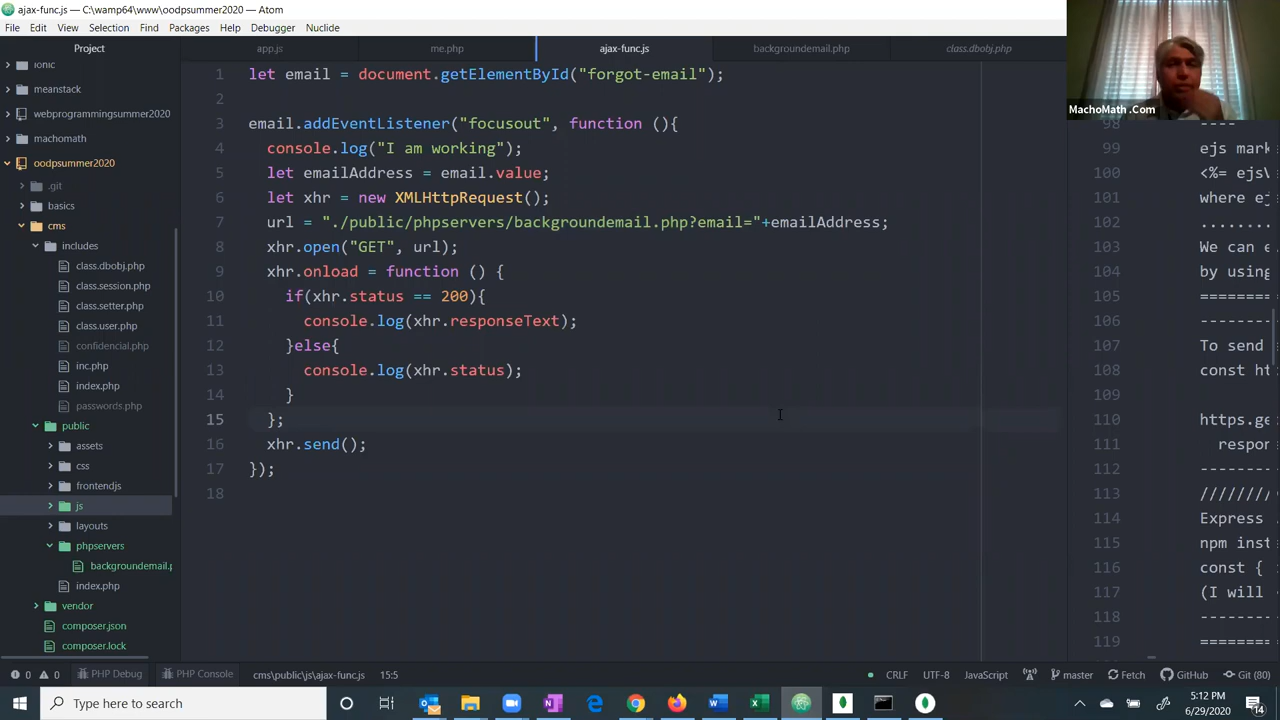 ajax-func.js — C:\wamp64\www\oodpsummer2020 — Atom
File Edit View Selection Find Packages Help Debugger Nuclide
Project
app.js
me.php
ajax-func.js
backgroundemail.php
class.dbobj.php
MachoMath .Com
ionic
meanstack
webprogrammingsummer2020
machomath
oodpsummer2020
.git
basics
cms
includes
class.dbobj.php
class.session.php
class.setter.php
class.user.php
confidencial.php
inc.php
index.php
passwords.php
public
assets
css
frontendjs
js
layouts
phpservers
backgroundemail.p
index.php
vendor
composer.json
composer.lock
1 let email = document.getElementById("forgot-email");
2
3 email.addEventListener("focusout", function (){
4 console.log("I am working");
5 let emailAddress = email.value;
6 let xhr = new XMLHttpRequest();
7 url = "./public/phpservers/backgroundemail.php?email="+emailAddress;
8 xhr.open("GET", url);
9 xhr.onload = function () {
10 if(xhr.status == 200){
11 console.log(xhr.responseText);
12 }else{
13 console.log(xhr.status);
14 }
15 };
16 xhr.send();
17 });
18
98 ----
99 ejs mark
100 <%= ejsV
101 where ej
102 ........
103 We can e
104 by using
105 ========
106 --------
107 To send
108 const ht
109
110 https.ge
111 respon
112 --------
113 ////////
114 Express
115 npm inst
116 const {
117 (I will
118 --------
119 ========
0 0 PHP Debug PHP Console cms\public\js\ajax-func.js 15:5
CRLF UTF-8 JavaScript master Fetch GitHub Git (80)
Type here to search
5:12 PM
6/29/2020
14